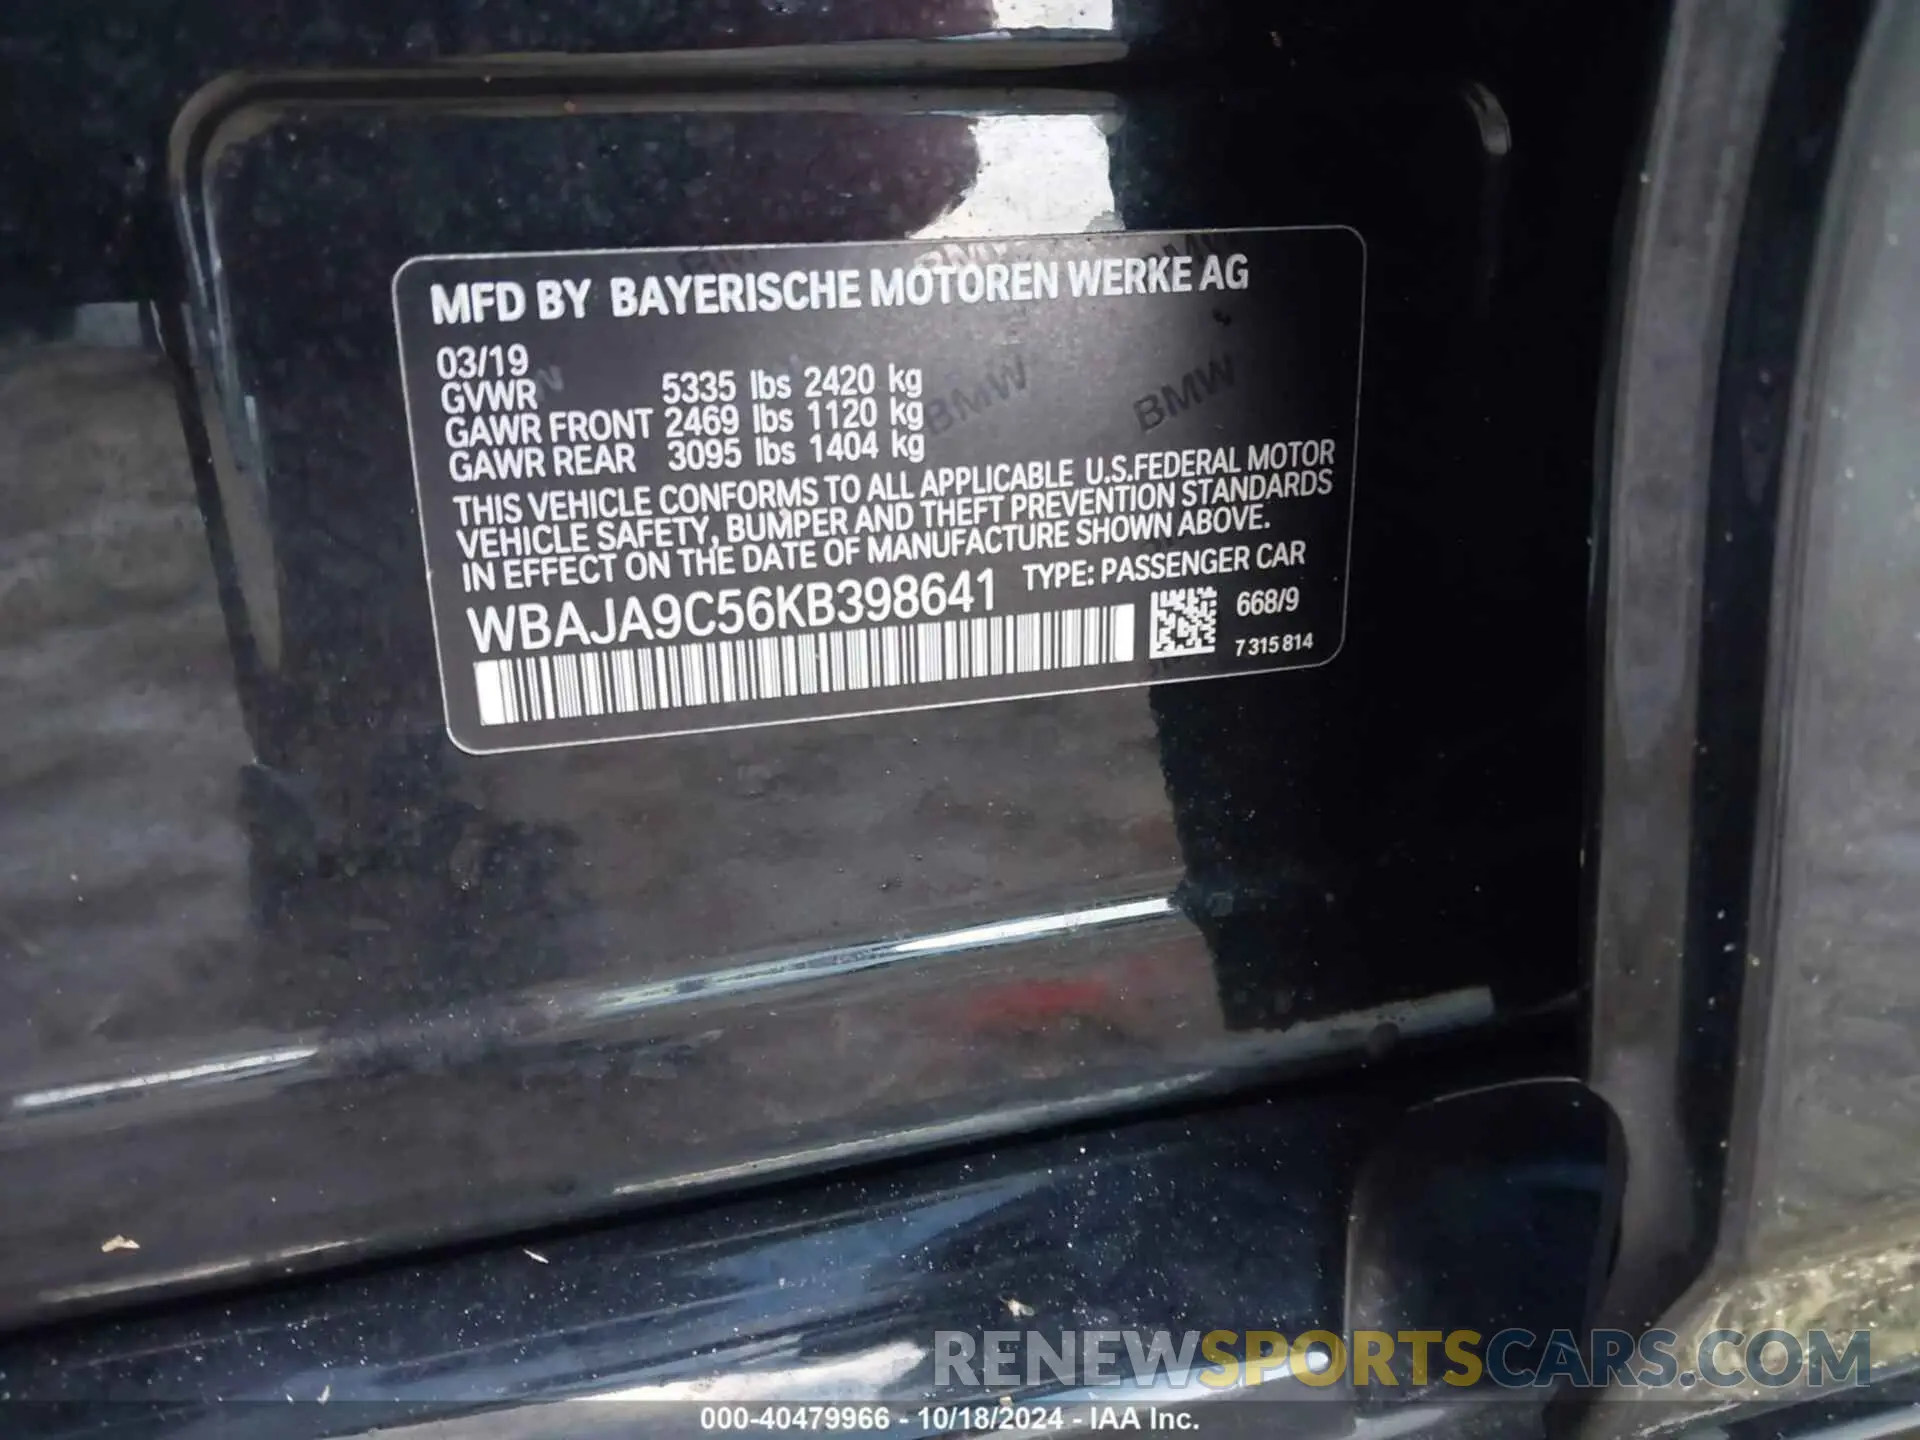 MFD BY BAYERISCHE MOTOREN WERKE AG
03/19
GVWR 5335 lbs 2420 kg
GAWR FRONT 2469 lbs 1120 kg
GAWR REAR 3095 lbs 1404 kg
THIS VEHICLE CONFORMS TO ALL APPLICABLE U.S.FEDERAL MOTOR
VEHICLE SAFETY, BUMPER AND THEFT PREVENTION STANDARDS
IN EFFECT ON THE DATE OF MANUFACTURE SHOWN ABOVE.
WBAJA9C56KB398641 TYPE: PASSENGER CAR
668/9
7 315 814
BMW BMW
RENEWSPORTSCARS.COM
000-40479966 - 10/18/2024 - IAA Inc.